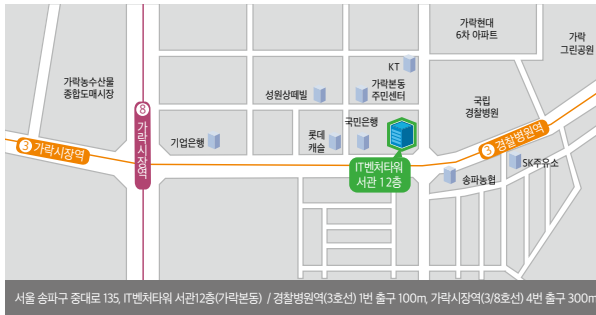 가락현대
6차 아파트
가락
그린공원
KT
가락농수산물
종합도매시장
성원상떼빌
가락본동
주민센터
국립
경찰병원
8
가락시장역
국민은행
롯데
캐슬
기업은행
3 가락시장역
3 경찰병원역
IT벤처타워
서관 12층
SK주유소
송파농협
서울 송파구 중대로 135, IT벤처타워 서관12층(가락본동) / 경찰병원역(3호선) 1번 출구 100m, 가락시장역(3/8호선) 4번 출구 300m